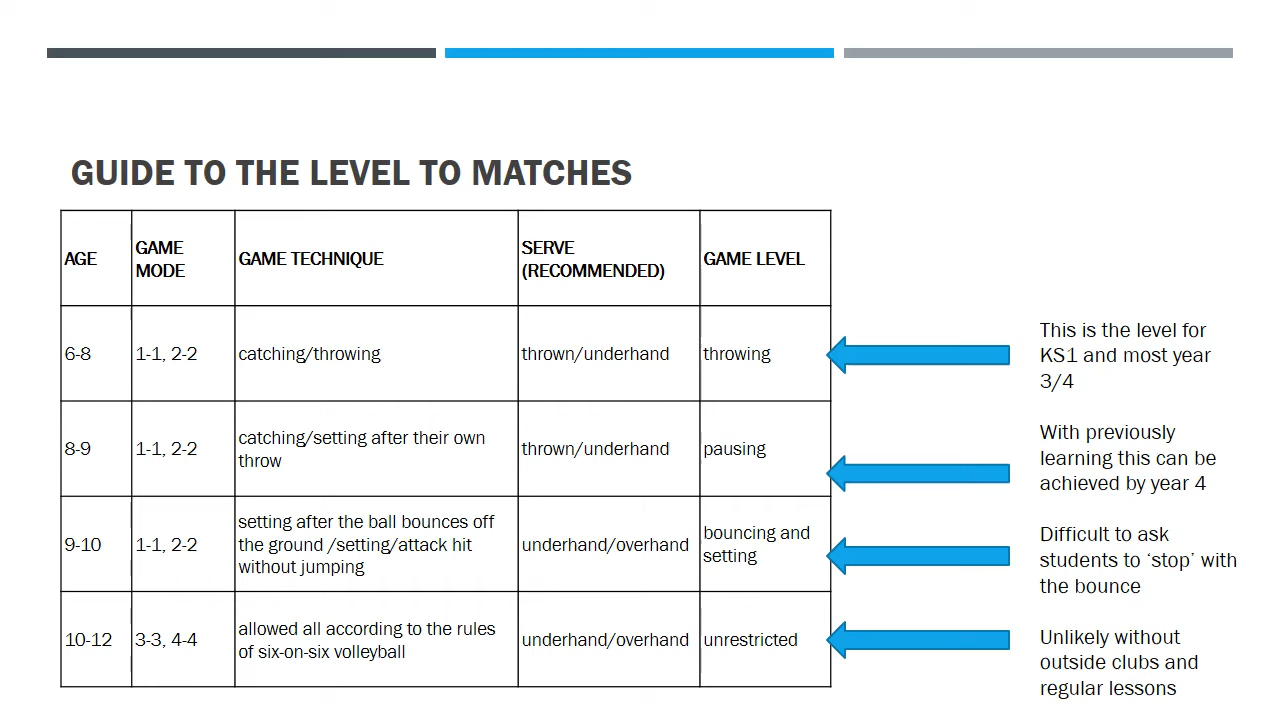 GUIDE TO THE LEVEL TO MATCHES
AGE
GAME
MODE
GAME TECHNIQUE
SERVE
(RECOMMENDED)
GAME LEVEL
6-8
1-1, 2-2
catching/throwing
thrown/underhand
throwing
This is the level for
KS1 and most year
3/4
8-9
1-1, 2-2
catching/setting after their own
throw
thrown/underhand
pausing
With previously
learning this can be
achieved by year 4
9-10
1-1, 2-2
setting after the ball bounces off
the ground /setting/attack hit
without jumping
underhand/overhand
bouncing and
setting
Difficult to ask
students to ‘stop’ with
the bounce
10-12
3-3, 4-4
allowed all according to the rules
of six-on-six volleyball
underhand/overhand
unrestricted
Unlikely without
outside clubs and
regular lessons